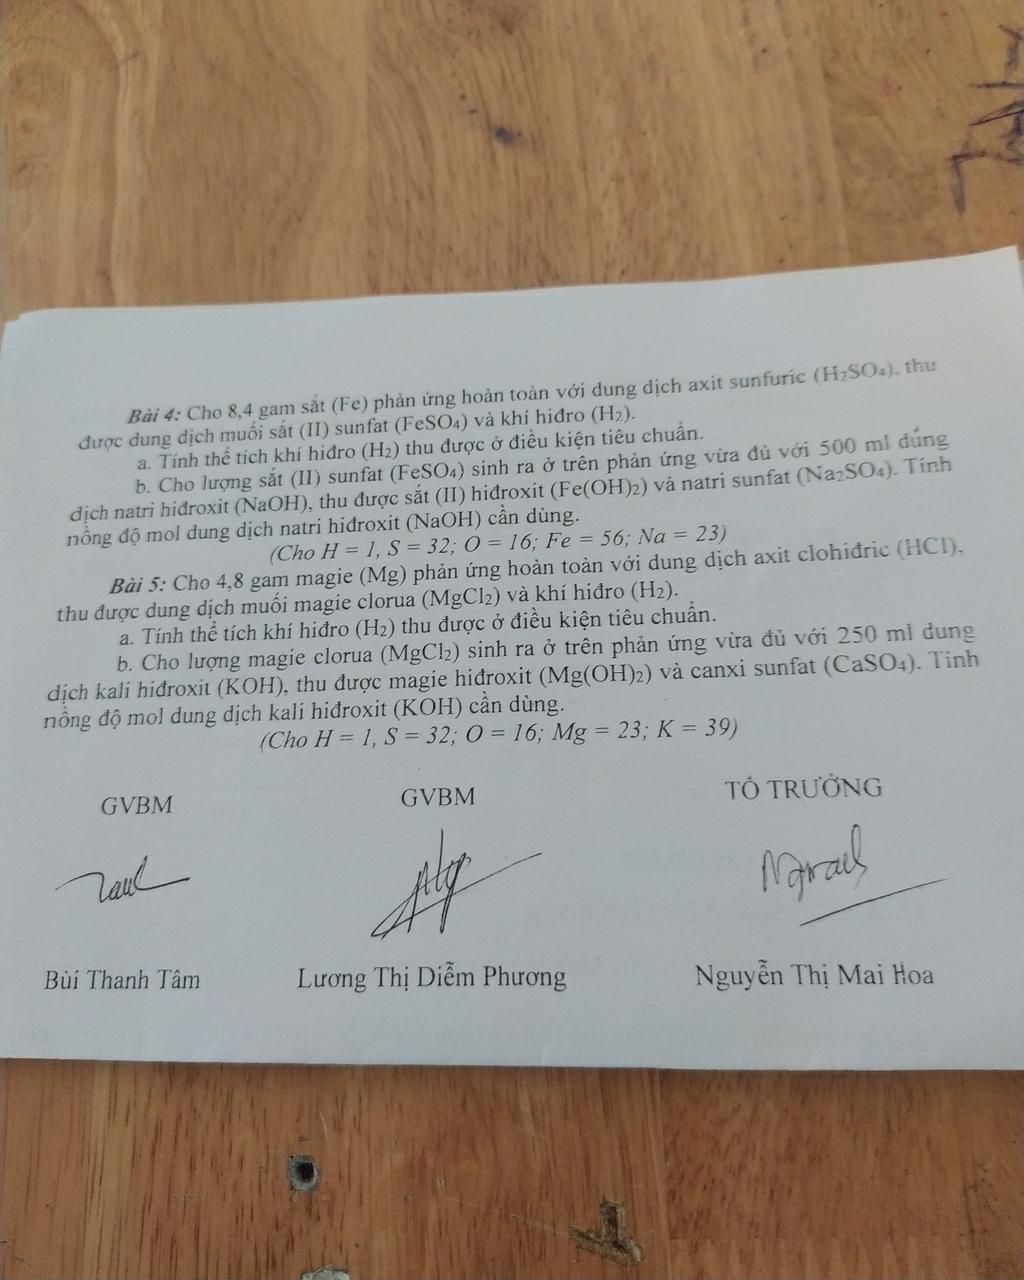 Bài 4: Cho 8,4 gam sắt (Fe) phản ứng hoàn toàn với dung dịch axit sunfuric (H₂SO₄), thu
được dung dịch muối sắt (II) sunfat (FeSO₄) và khí hiđro (H₂).
a. Tính thể tích khí hiđro (H₂) thu được ở điều kiện tiêu chuẩn.
b. Cho lượng sắt (II) sunfat (FeSO₄) sinh ra ở trên phản ứng vừa đủ với 500 ml dung
dịch natri hiđroxit (NaOH), thu được sắt (II) hiđroxit (Fe(OH)₂) và natri sunfat (Na₂SO₄). Tính
nồng độ mol dung dịch natri hiđroxit (NaOH) cần dùng.
(Cho H = 1, S = 32; O = 16; Fe = 56; Na = 23)
Bài 5: Cho 4,8 gam magie (Mg) phản ứng hoàn toàn với dung dịch axit clohiđric (HCl),
thu được dung dịch muối magie clorua (MgCl₂) và khí hiđro (H₂).
a. Tính thể tích khí hiđro (H₂) thu được ở điều kiện tiêu chuẩn.
b. Cho lượng magie clorua (MgCl₂) sinh ra ở trên phản ứng vừa đủ với 250 ml dung
dịch kali hiđroxit (KOH), thu được magie hiđroxit (Mg(OH)₂) và canxi sunfat (CaSO₄). Tính
nồng độ mol dung dịch kali hiđroxit (KOH) cần dùng.
(Cho H = 1, S = 32; O = 16; Mg = 23; K = 39)
GVBM GVBM TỔ TRƯỞNG
Bùi Thanh Tâm Lương Thị Diễm Phương Nguyễn Thị Mai Hoa